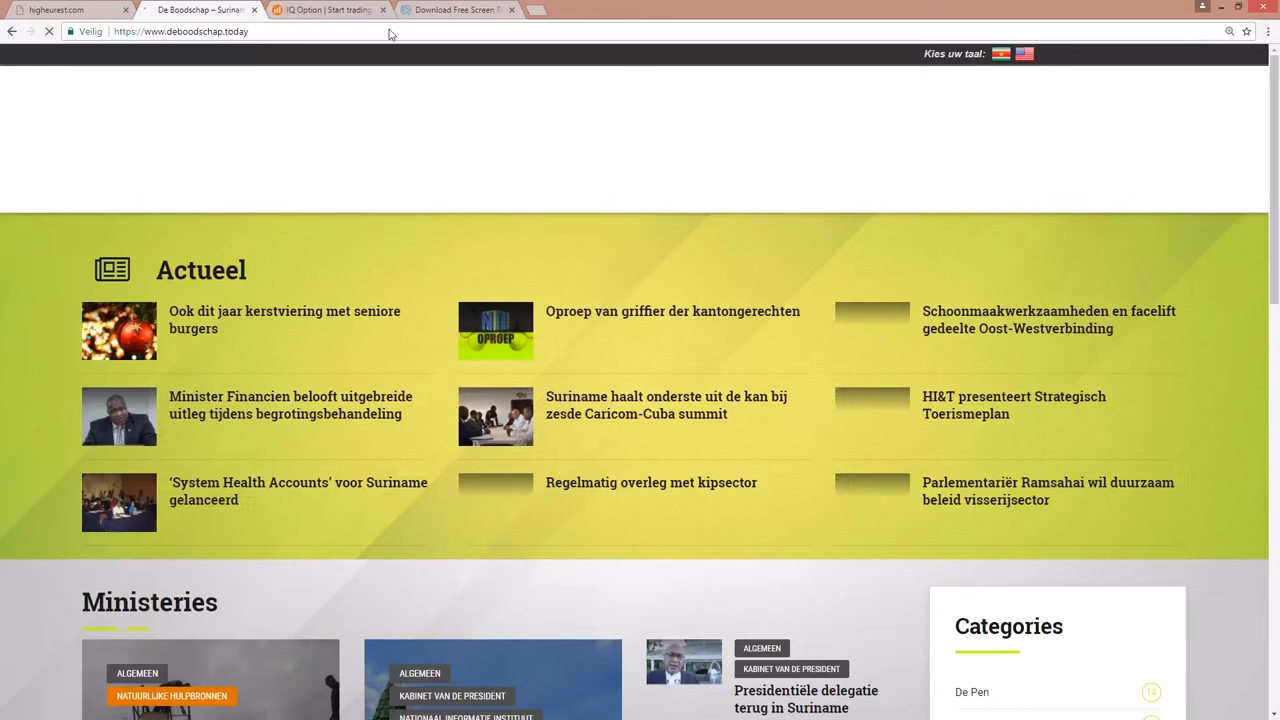 higheurest.com
De Boodschap – Surinam
IQ Option | Start trading
Download Free Screen R
Veilig
https://www.deboodschap.today
Kies uw taal:
Actueel
Ook dit jaar kerstviering met seniore
burgers
Oproep van griffier der kantongerechten
OPROEP
Schoonmaakwerkzaamheden en facelift
gedeelte Oost-Westverbinding
Minister Financien belooft uitgebreide
uitleg tijdens begrotingsbehandeling
Suriname haalt onderste uit de kan bij
zesde Caricom-Cuba summit
HI&T presenteert Strategisch
Toerismeplan
‘System Health Accounts’ voor Suriname
gelanceerd
Regelmatig overleg met kipsector
Parlementariër Ramsahai wil duurzaam
beleid visserijsector
Ministeries
ALGEMEEN
NATUURLIJKE HULPBRONNEN
ALGEMEEN
KABINET VAN DE PRESIDENT
NATIONAAL INFORMATIE INSTITUUT
ALGEMEEN
KABINET VAN DE PRESIDENT
Presidentiële delegatie
terug in Suriname
Categories
De Pen
14